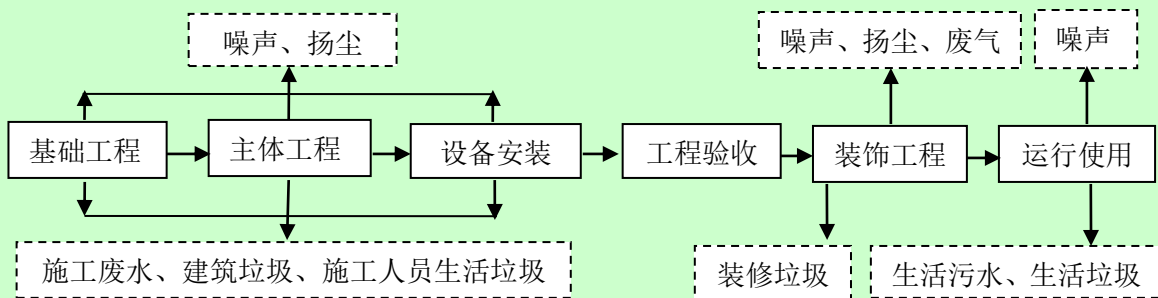 噪声、扬尘
噪声、扬尘、废气
噪声
基础工程
主体工程
设备安装
工程验收
装饰工程
运行使用
施工废水、建筑垃圾、施工人员生活垃圾
装修垃圾
生活污水、生活垃圾